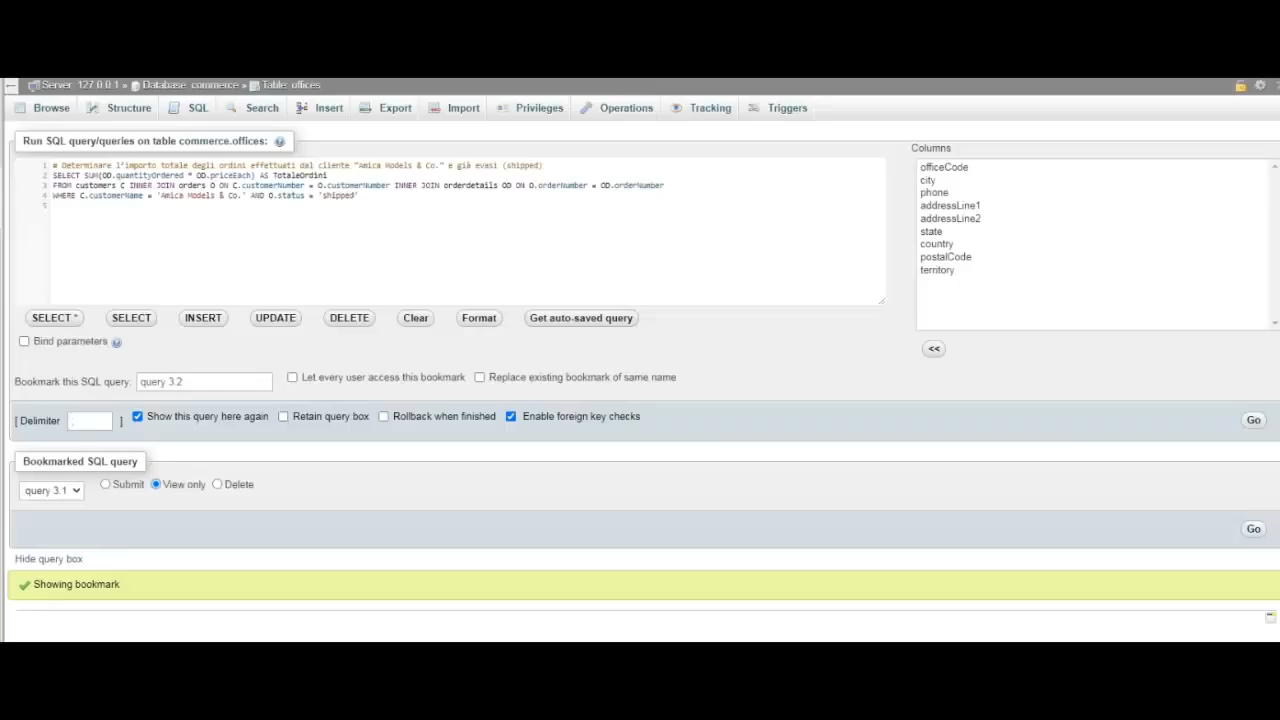 Server: 127.0.0.1 » Database: commerce » Table: offices
Browse Structure SQL Search Insert Export Import Privileges Operations Tracking Triggers
Run SQL query/queries on table commerce.offices:
1 # Determinare l'importo totale degli ordini effettuati dal cliente "Amica Models & Co." e già evasi (shipped)
2 SELECT SUM(OD.quantityOrdered * OD.priceEach) AS TotaleOrdini
3 FROM customers C INNER JOIN orders O ON C.customerNumber = O.customerNumber INNER JOIN orderdetails OD ON O.orderNumber = OD.orderNumber
4 WHERE C.customerName = 'Amica Models & Co.' AND O.status = 'shipped'
5
Columns
officeCode
city
phone
addressLine1
addressLine2
state
country
postalCode
territory
<<
SELECT * SELECT INSERT UPDATE DELETE Clear Format Get auto-saved query
Bind parameters
Bookmark this SQL query: query 3.2 Let every user access this bookmark Replace existing bookmark of same name
[ Delimiter ; ] Show this query here again Retain query box Rollback when finished Enable foreign key checks Go
Bookmarked SQL query
query 3.1 Submit View only Delete
Go
Hide query box
Showing bookmark